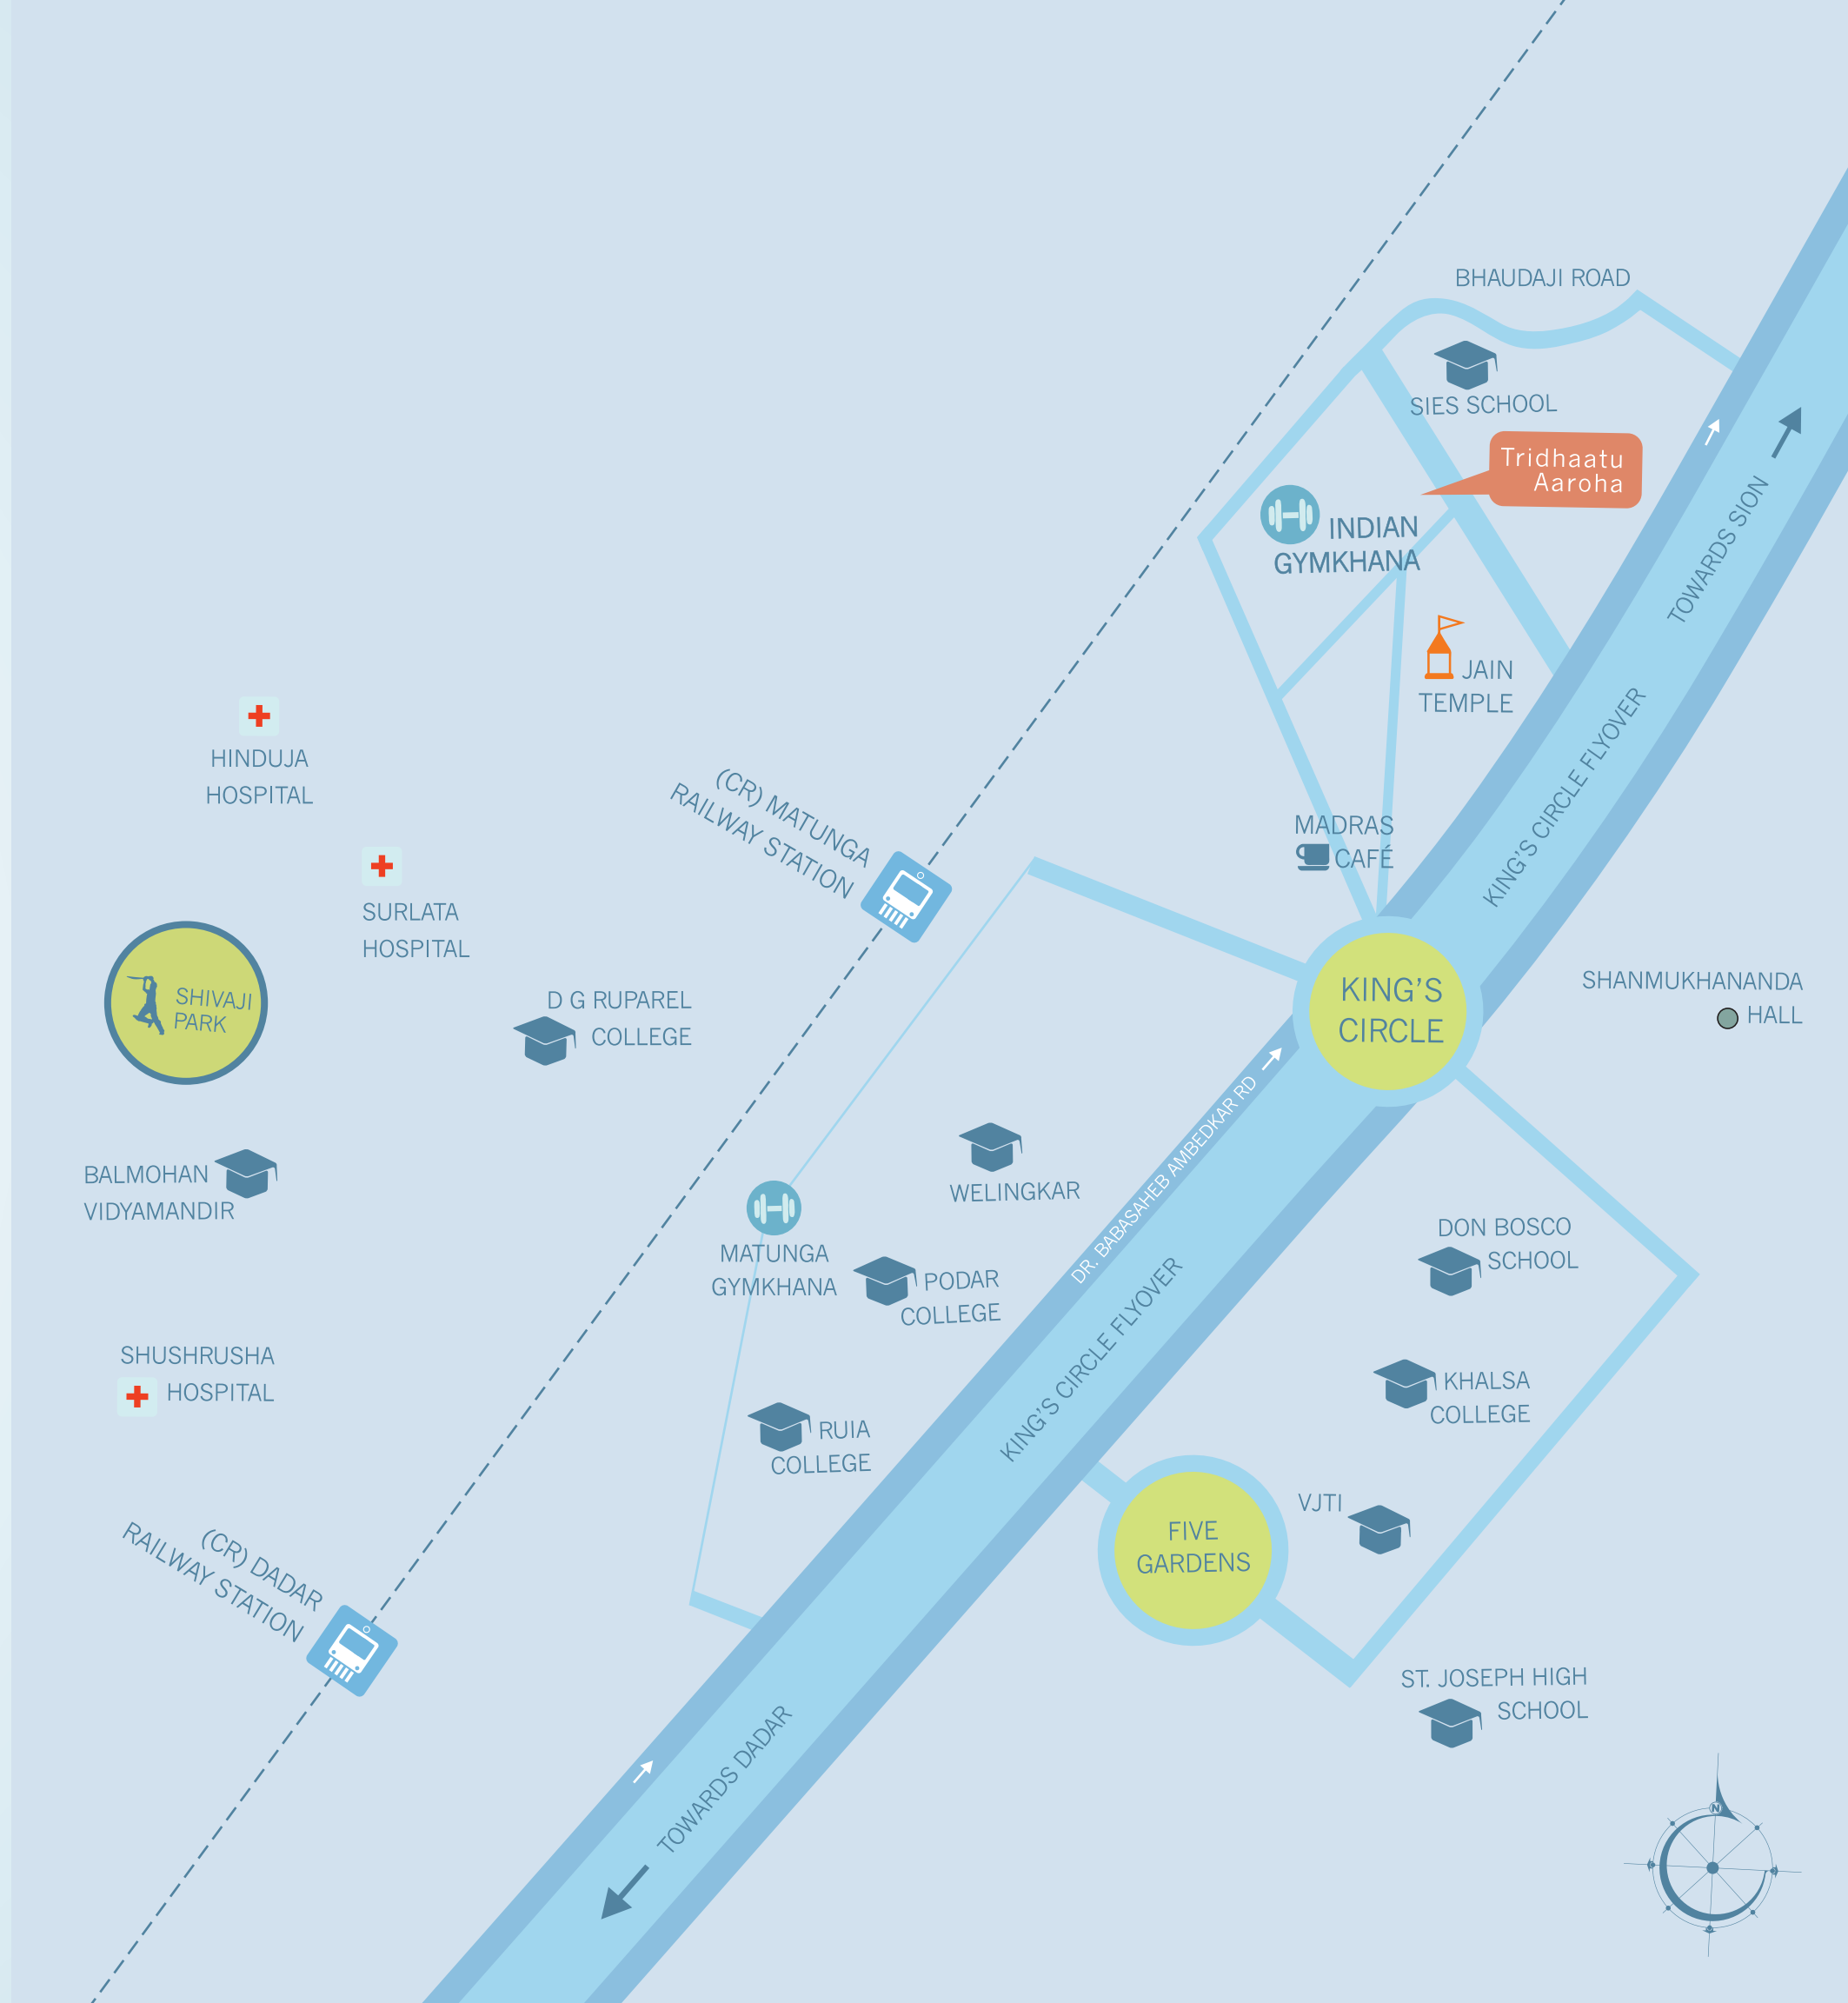 BHAUDAJI ROAD
SIES SCHOOL
Tridhaatu
Aaroha
INDIAN
GYMKHANA
TOWARDS SION
JAIN
TEMPLE
KING'S CIRCLE FLYOVER
HINDUJA
HOSPITAL
(CR) MATUNGA
RAILWAY STATION
MADRAS
CAFÉ
SURLATA
HOSPITAL
SHIVAJI
PARK
D G RUPAREL
COLLEGE
KING'S
CIRCLE
SHANMUKHANANDA
HALL
DR. BABASAHEB AMBEDKAR RD
BALMOHAN
VIDYAMANDIR
WELINGKAR
MATUNGA
GYMKHANA
PODAR
COLLEGE
KING'S CIRCLE FLYOVER
DON BOSCO
SCHOOL
SHUSHRUSHA
HOSPITAL
KHALSA
COLLEGE
RUIA
COLLEGE
VJTI
FIVE
GARDENS
(CR) DADAR
RAILWAY STATION
ST. JOSEPH HIGH
SCHOOL
TOWARDS DADAR
N